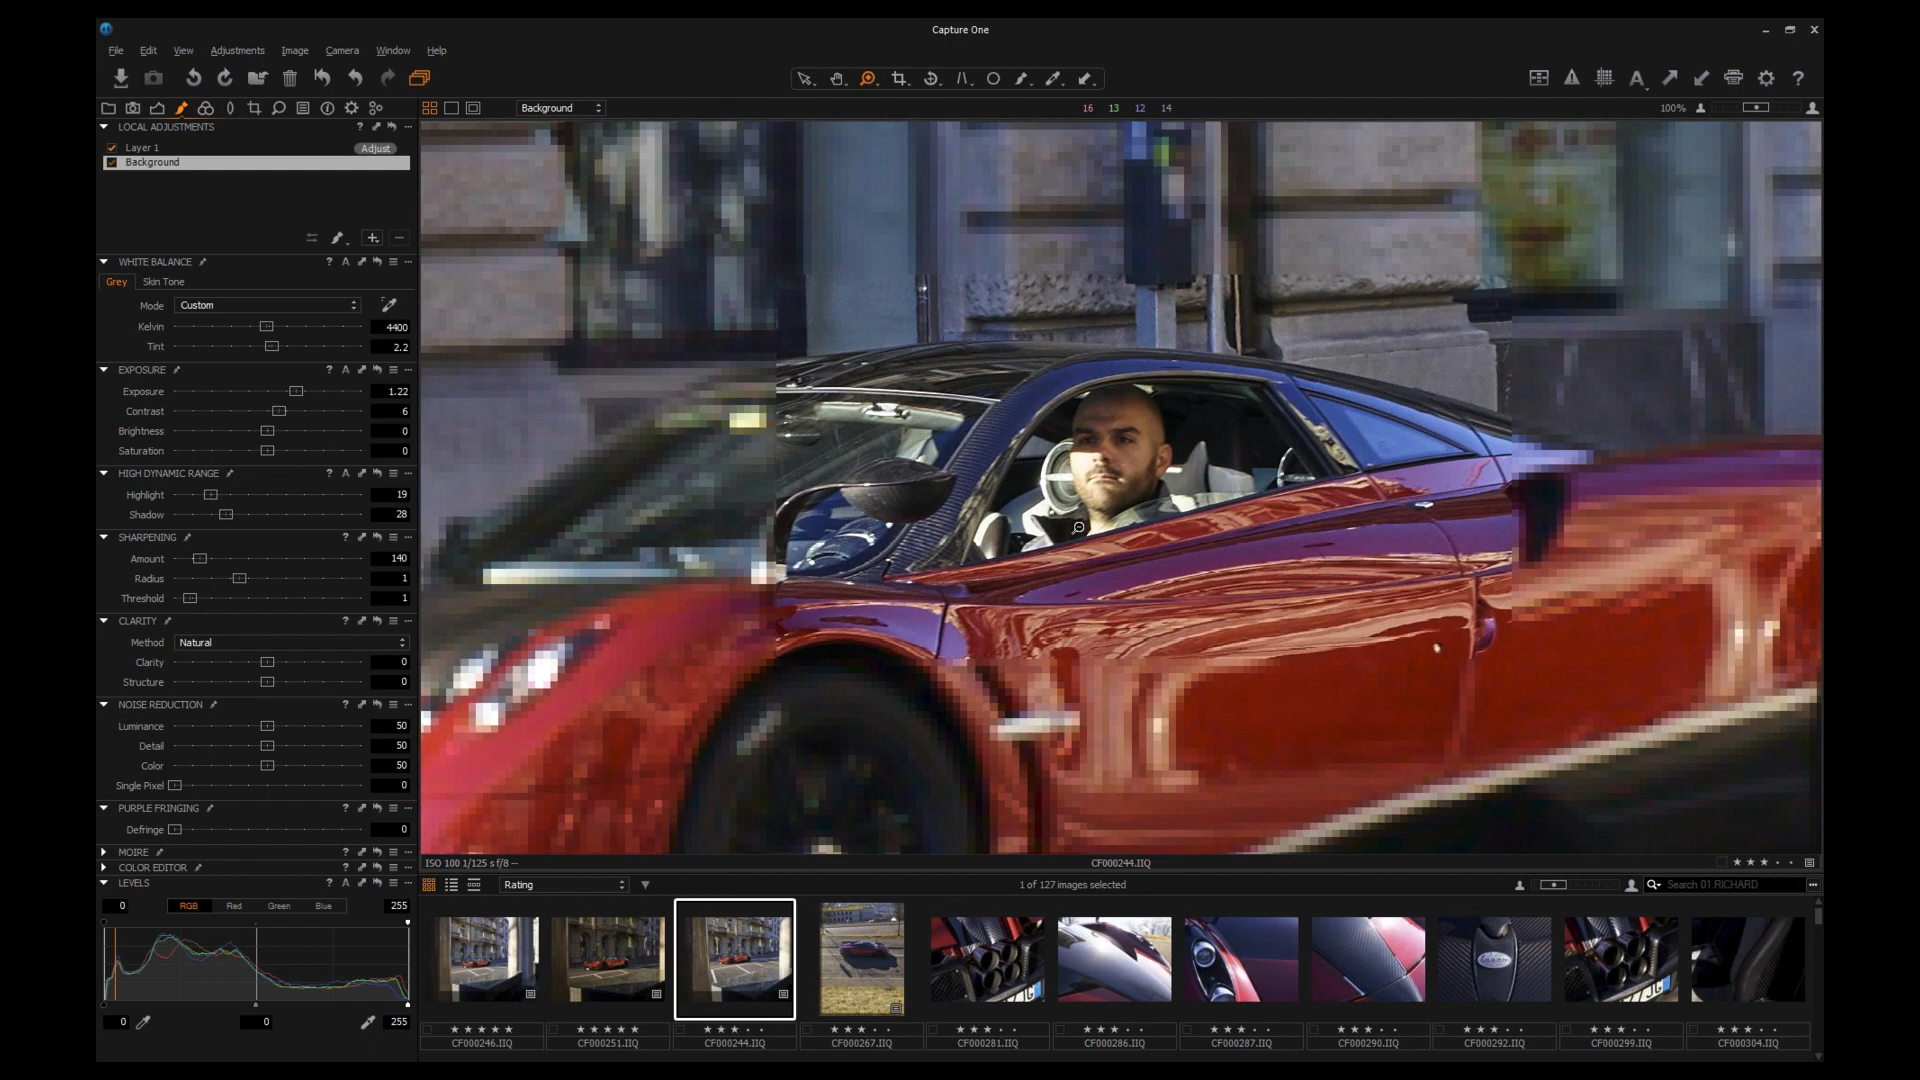 Capture One
File Edit View Adjustments Image Camera Window Help
Background
16 13 12 14
100%
LOCAL ADJUSTMENTS
Layer 1 Adjust
Background
WHITE BALANCE
Grey Skin Tone
Mode Custom
Kelvin 4400
Tint 2.2
EXPOSURE
Exposure 1.22
Contrast 6
Brightness 0
Saturation 0
HIGH DYNAMIC RANGE
Highlight 19
Shadow 28
SHARPENING
Amount 140
Radius 1
Threshold 1
CLARITY
Method Natural
Clarity 0
Structure 0
NOISE REDUCTION
Luminance 50
Detail 50
Color 50
Single Pixel 0
PURPLE FRINGING
Defringe 0
MOIRE
COLOR EDITOR
LEVELS
0 RGB Red Green Blue 255
0 0 255
ISO 100 1/125 s f/8 --
CF000244.IIQ
Rating
1 of 127 images selected
Search 01.RICHARD
CF000246.IIQ CF000251.IIQ CF000244.IIQ CF000267.IIQ CF000281.IIQ CF000286.IIQ CF000287.IIQ CF000290.IIQ CF000292.IIQ CF000299.IIQ CF000304.IIQ